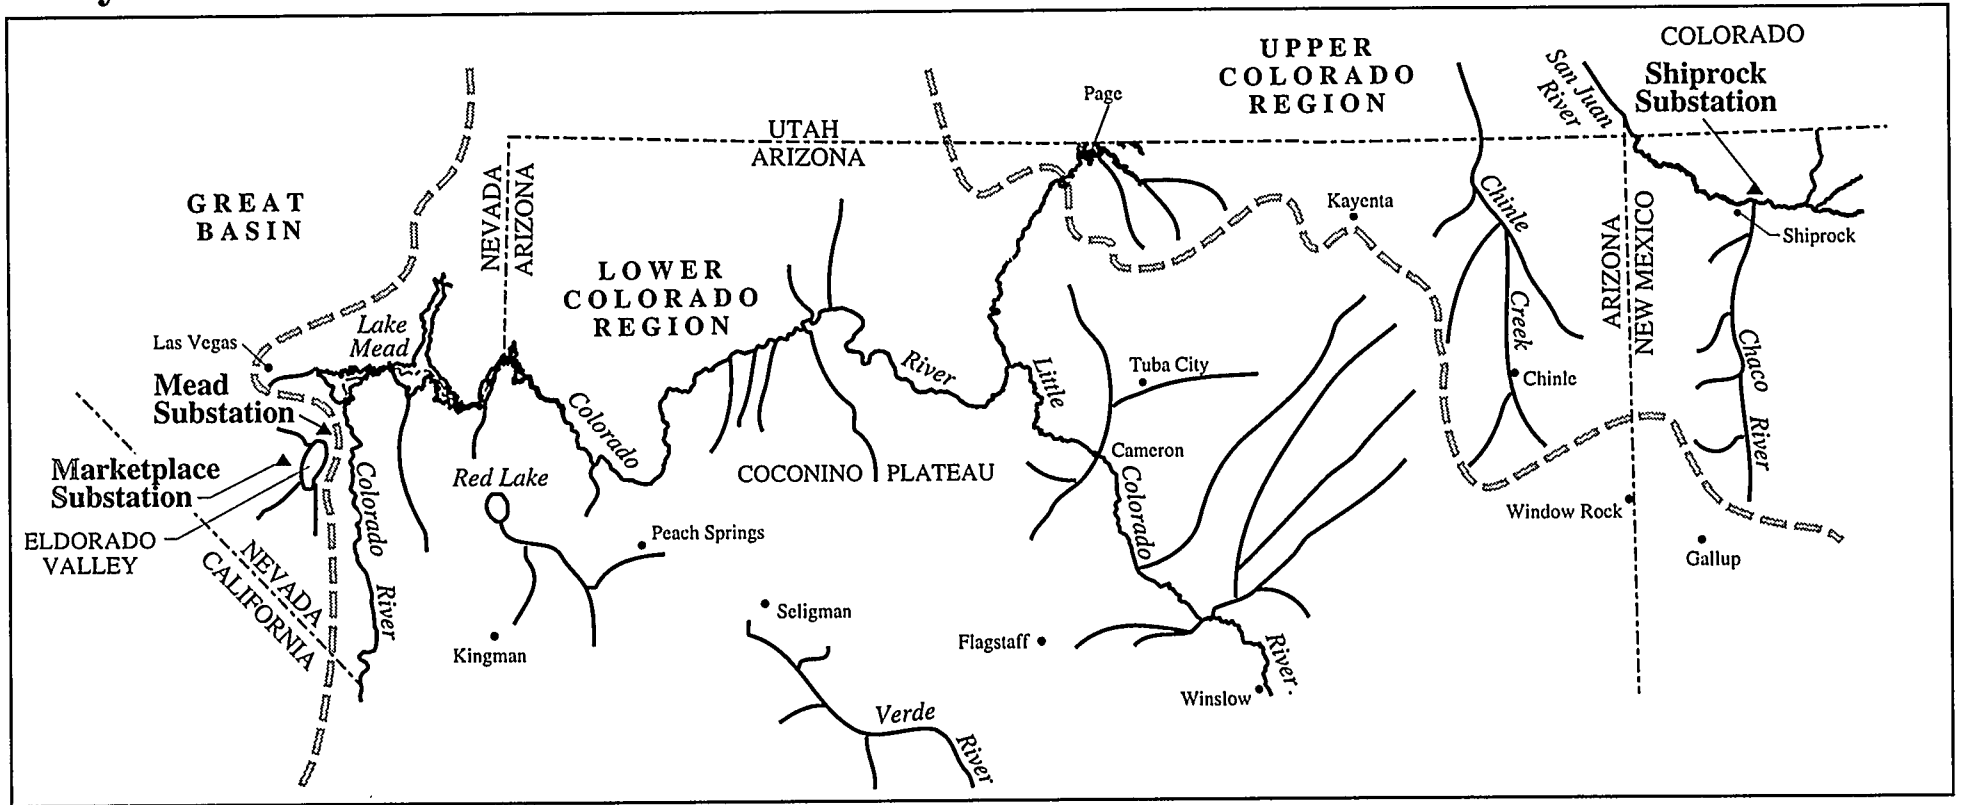 COLORADO
UPPER
COLORADO
REGION
San Juan
River
Shiprock
Substation
Page
UTAH
ARIZONA
NEVADA
ARIZONA
GREAT
BASIN
Chinle
Creek
Kayenta
ARIZONA
NEW MEXICO
Shiprock
LOWER
COLORADO
REGION
Lake
Mead
Las Vegas
Mead
Substation
Colorado
River
Little
Colorado
River
Tuba City
Chinle
Chaco
River
Cameron
Marketplace
Substation
ELDORADO
VALLEY
Colorado
River
Red Lake
COCONINO PLATEAU
Window Rock
Gallup
Peach Springs
NEVADA
CALIFORNIA
Kingman
Seligman
Flagstaff
Winslow
Verde
River